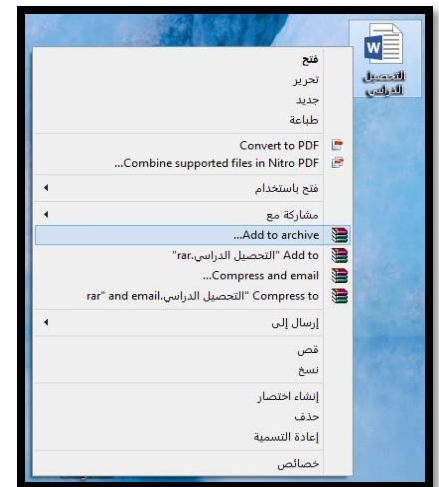 التحصيل
الدراسي
فتح
تحرير
جديد
طباعة
Convert to PDF
Combine supported files in Nitro PDF...
فتح باستخدام
مشاركة مع
Add to archive...
Add to "التحصيل الدراسي.rar"
Compress and email...
Compress to "التحصيل الدراسي.rar" and email
إرسال إلى
قص
نسخ
إنشاء اختصار
حذف
إعادة التسمية
خصائص